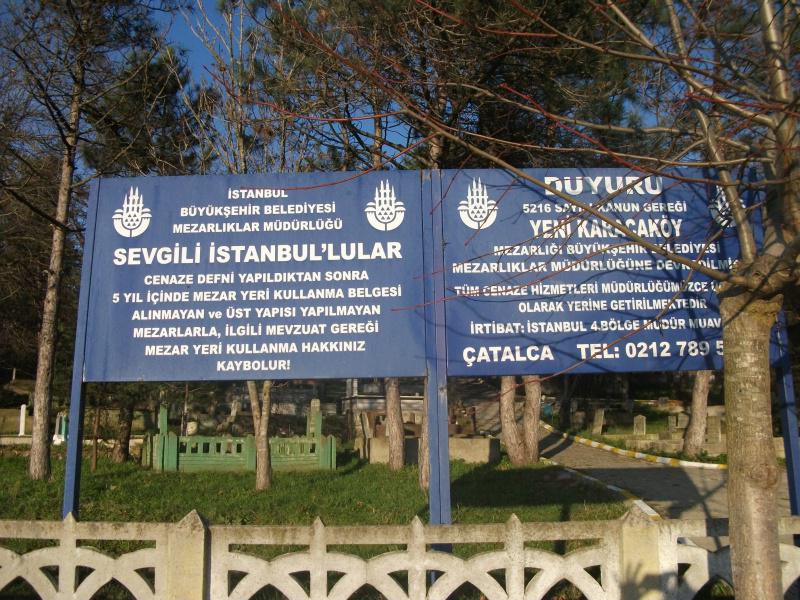 İSTANBUL
BÜYÜKŞEHİR BELEDİYESİ
MEZARLIKLAR MÜDÜRLÜĞÜ
SEVGİLİ İSTANBUL'LULAR
CENAZE DEFNİ YAPILDIKTAN SONRA
5 YIL İÇİNDE MEZAR YERİ KULLANMA BELGESİ
ALINMAYAN ve ÜST YAPISI YAPILMAYAN
MEZARLARLA, İLGİLİ MEVZUAT GEREĞİ
MEZAR YERİ KULLANMA HAKKINIZ
KAYBOLUR!
DUYURU
5216 SAYILI KANUN GEREĞİ
YENİ KARACAKÖY
MEZARLIĞI BÜYÜKŞEHİR BELEDİYESİ
MEZARLIKLAR MÜDÜRLÜĞÜNE
TÜM CENAZE HİZMETLERİ MÜDÜRLÜĞÜMÜZCE
OLARAK YERİNE GETİRİLMEKTEDİR
İRTİBAT: İSTANBUL 4.BÖLGE MÜDÜR
ÇATALCA TEL: 0212 789